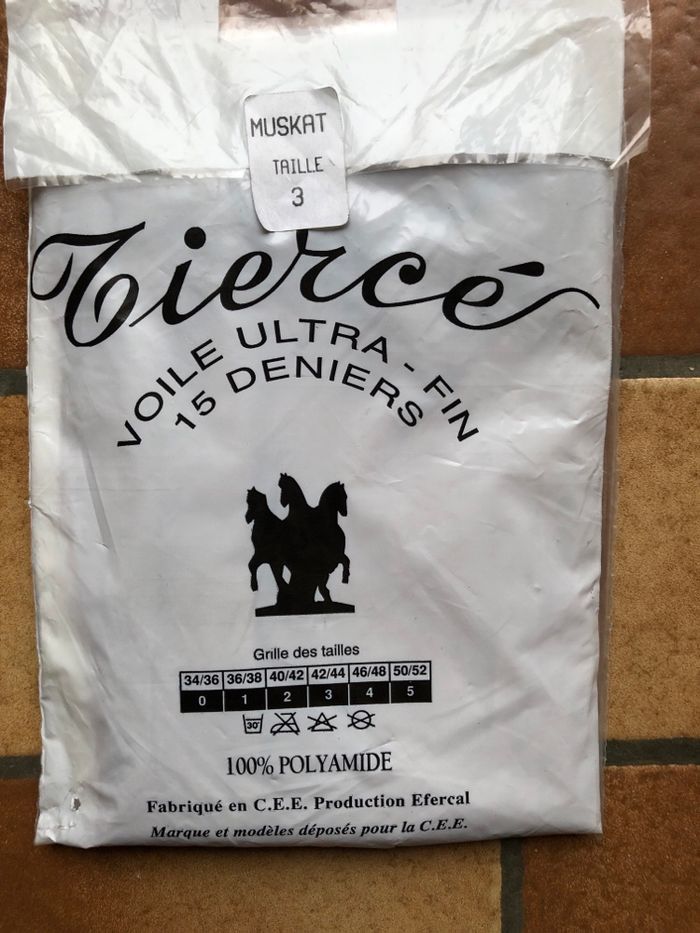 MUSKAT
TAILLE
3
Tiercé
VOILE ULTRA - FIN
15 DENIERS
Grille des tailles
34/36 36/38 40/42 42/44 46/48 50/52
0 1 2 3 4 5
30°
100% POLYAMIDE
Fabriqué en C.E.E. Production Efercal
Marque et modèles déposés pour la C.E.E.